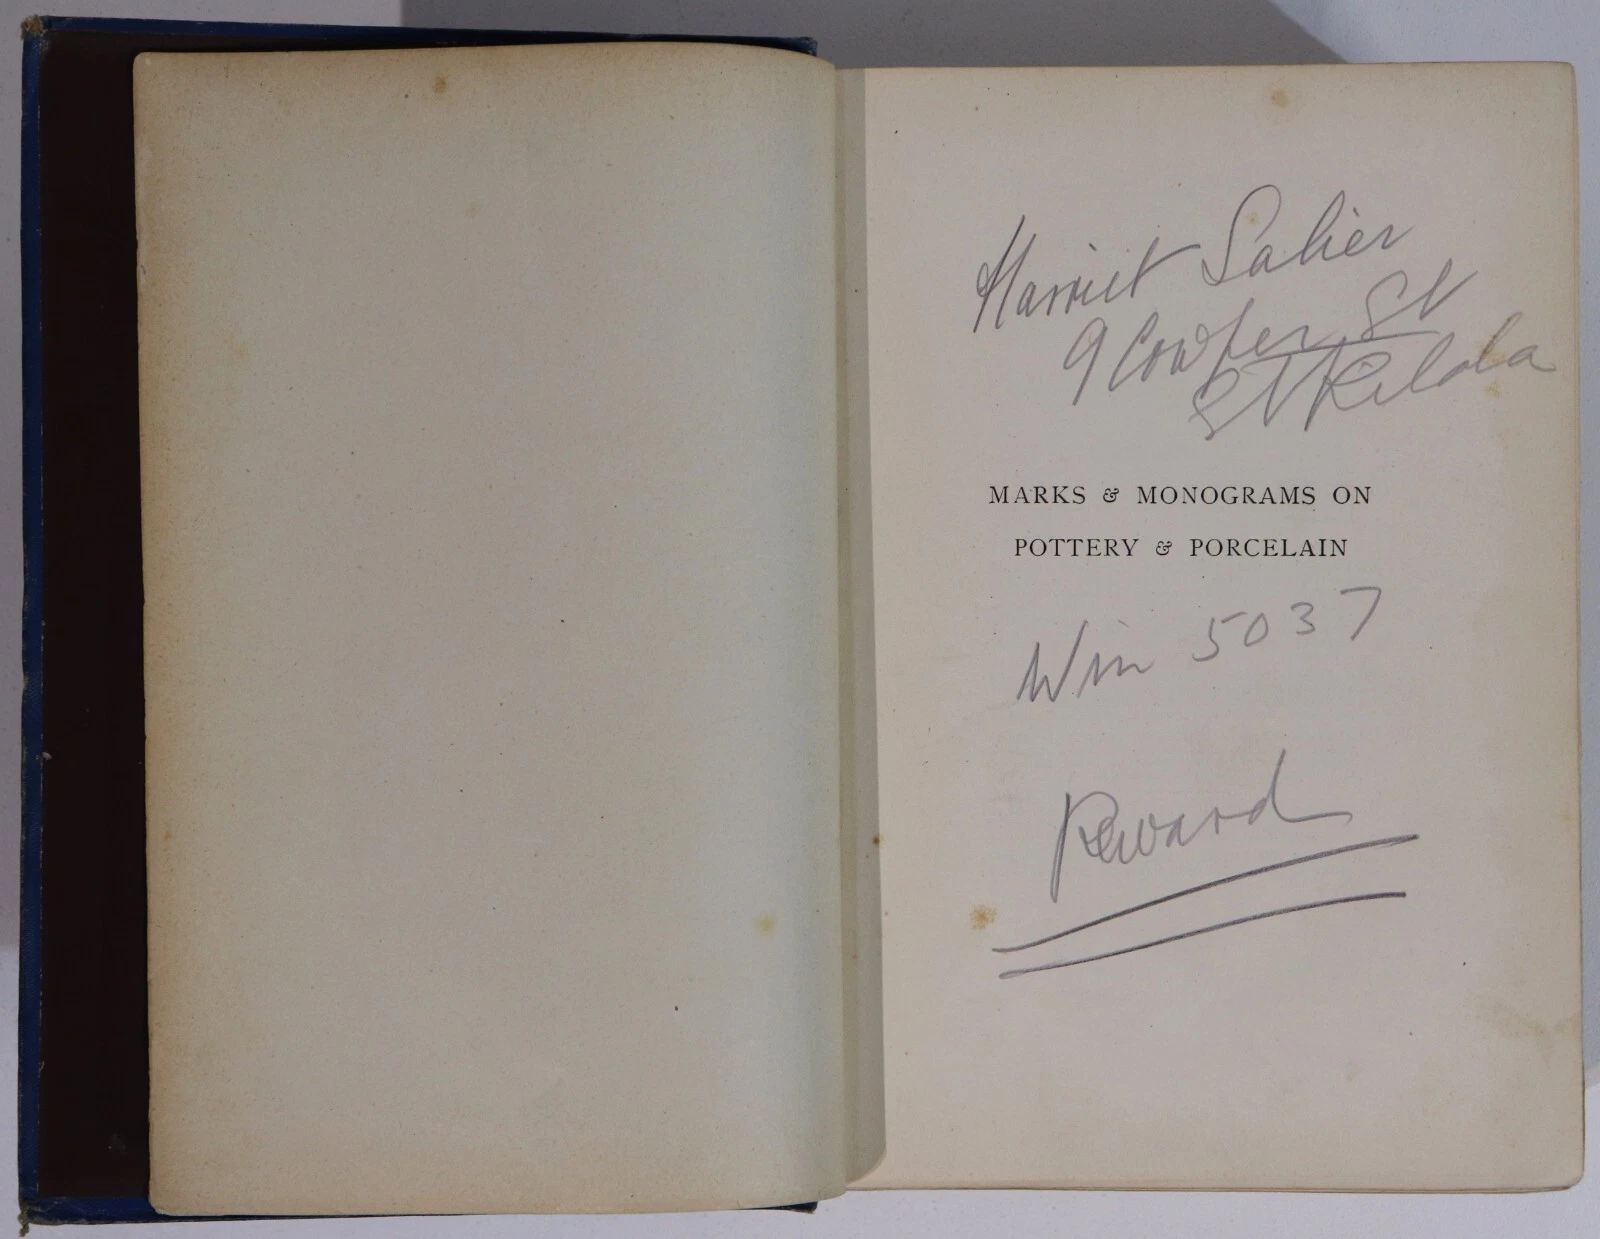 Harriet Salier
9 Cowper St
St Kilda
MARKS & MONOGRAMS ON
POTTERY & PORCELAIN
Win 5037
Reward